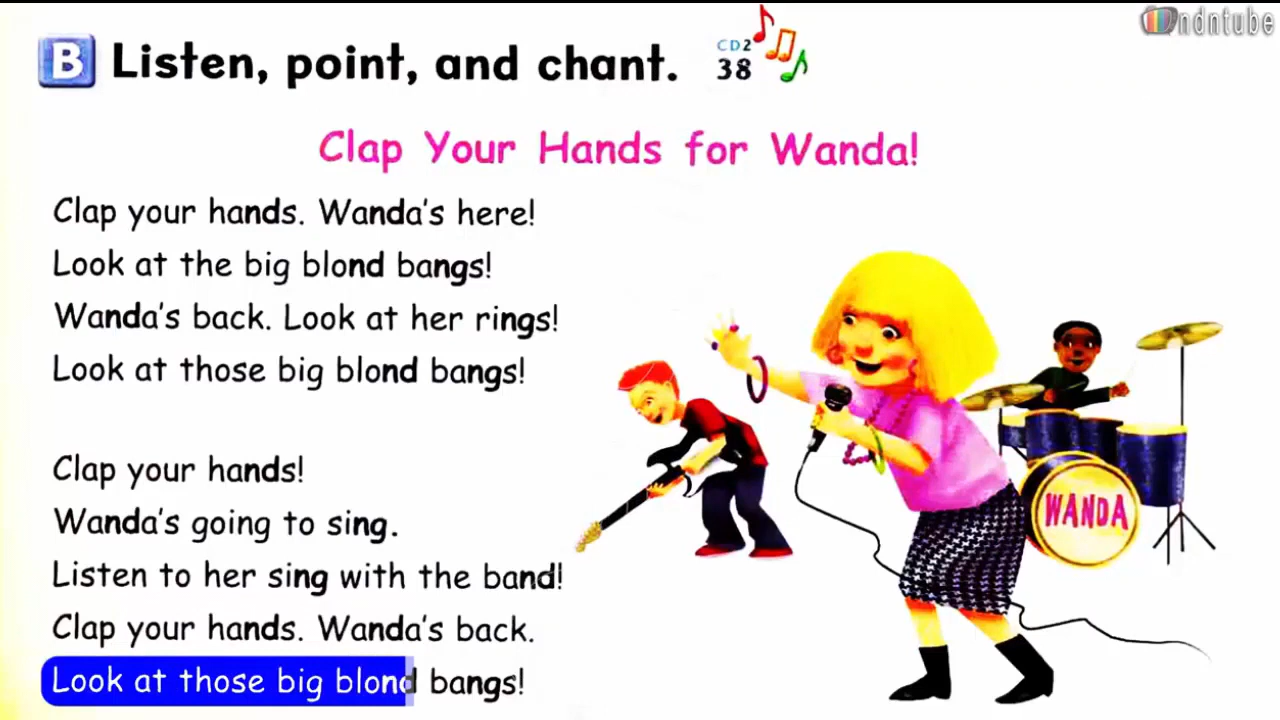 ndntube
B Listen, point, and chant. CD2 38
Clap Your Hands for Wanda!
Clap your hands. Wanda's here!
Look at the big blond bangs!
Wanda's back. Look at her rings!
Look at those big blond bangs!
Clap your hands!
Wanda's going to sing.
Listen to her sing with the band!
Clap your hands. Wanda's back.
Look at those big blond bangs!
WANDA